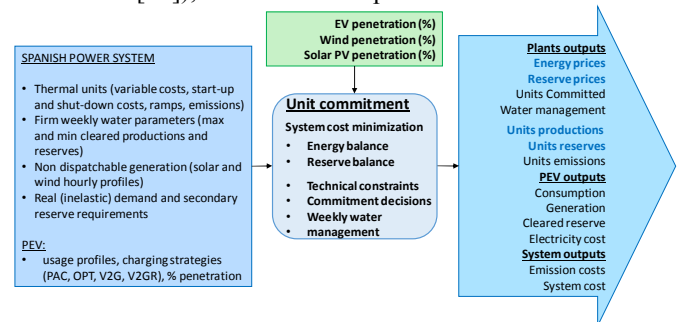 EV penetration (%)
Wind penetration (%)
Solar PV penetration (%)
SPANISH POWER SYSTEM
• Thermal units (variable costs, start-up
and shut-down costs, ramps, emissions)
• Firm weekly water parameters (max
and min cleared productions and
reserves)
• Non dispatchable generation (solar and
wind hourly profiles)
• Real (inelastic) demand and secondary
reserve requirements
PEV:
• usage profiles, charging strategies
(PAC, OPT, V2G, V2GR), % penetration
Unit commitment
System cost minimization
• Energy balance
• Reserve balance
• Technical constraints
• Commitment decisions
• Weekly water
• management
Plants outputs
Energy prices
Reserve prices
Units Committed
Water management
Units productions
Units reserves
Units emissions
PEV outputs
Consumption
Generation
Cleared reserve
Electricity cost
System outputs
Emission costs
System cost